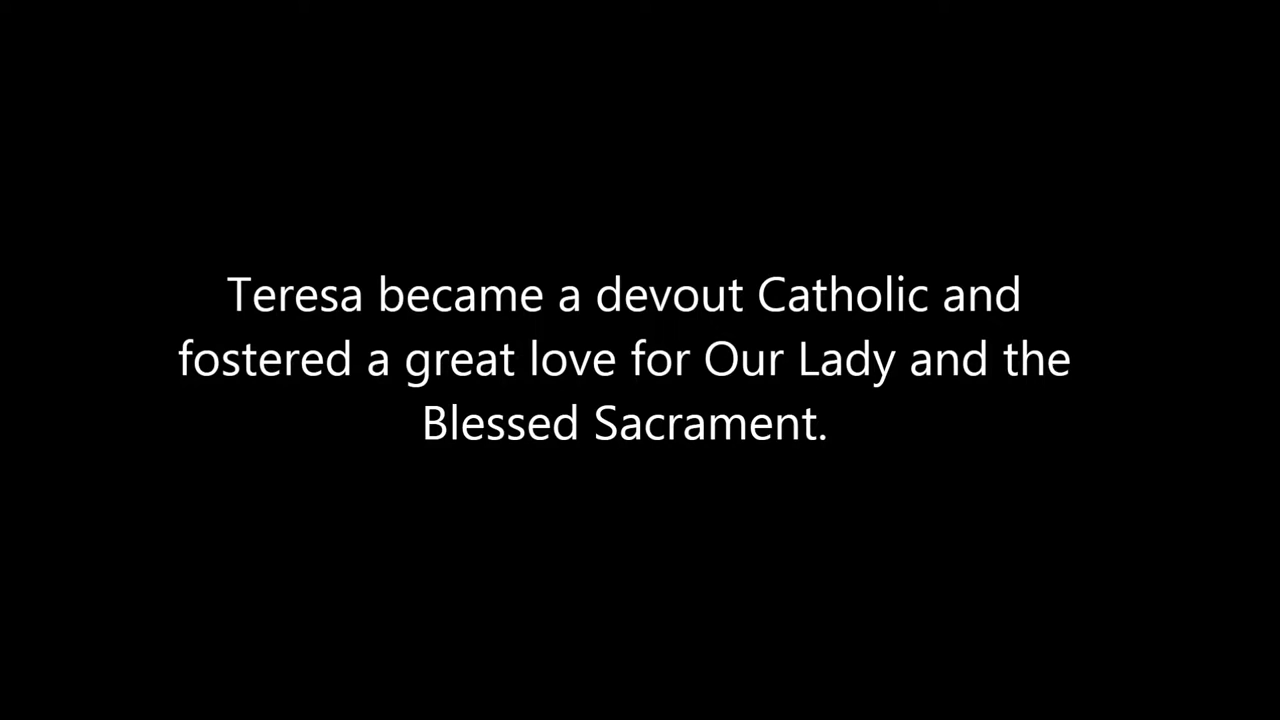 Teresa became a devout Catholic and
fostered a great love for Our Lady and the
Blessed Sacrament.